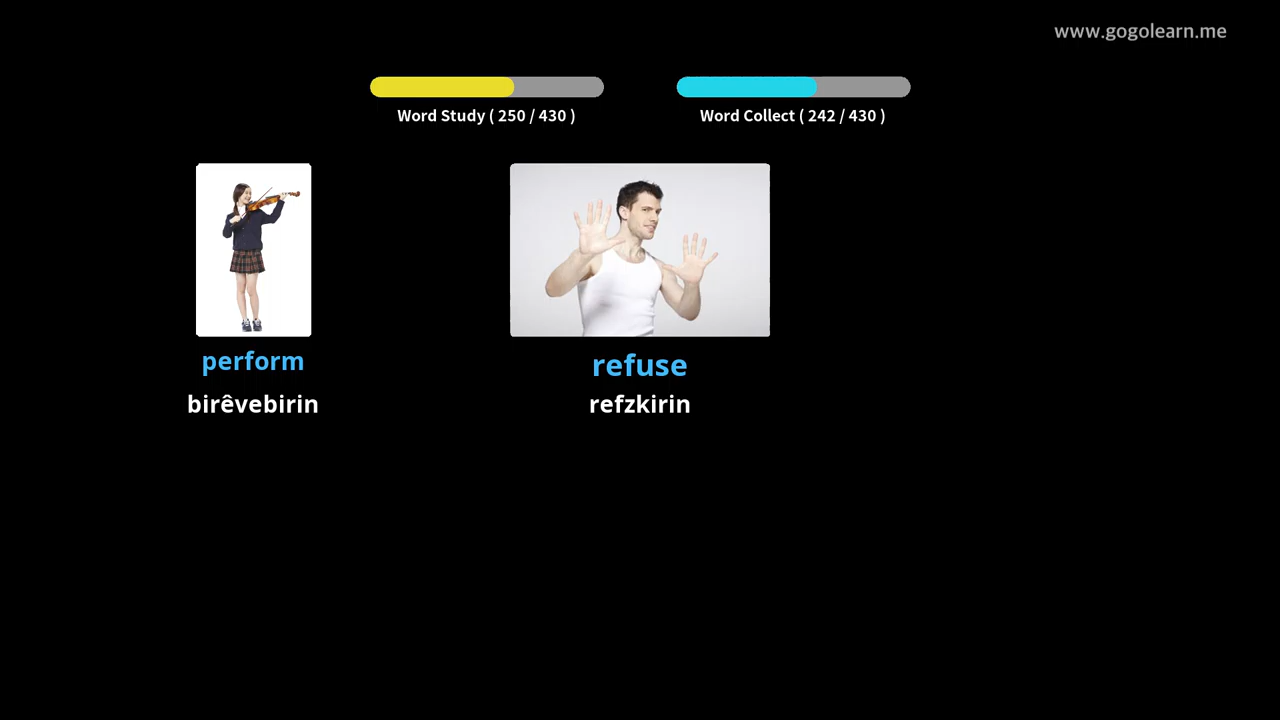 www.gogolearn.me
Word Study ( 250 / 430 )
Word Collect ( 242 / 430 )
perform
refuse
birêvebirin
refzkirin